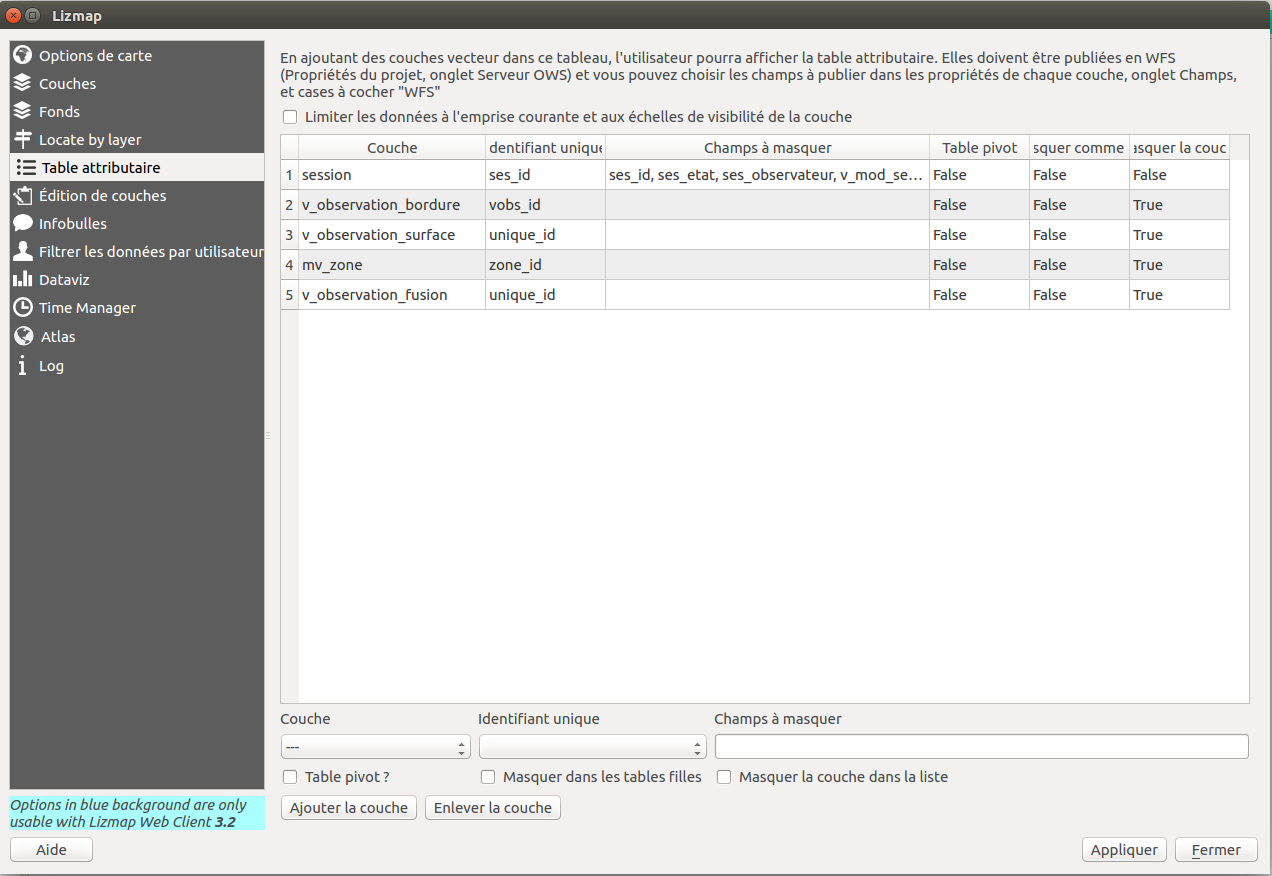 Lizmap
Options de carte
Couches
Fonds
Locate by layer
Table attributaire
Édition de couches
Infobulles
Filtrer les données par utilisateur
Dataviz
Time Manager
Atlas
Log
Options in blue background are only
usable with Lizmap Web Client 3.2
Aide
En ajoutant des couches vecteur dans ce tableau, l'utilisateur pourra afficher la table attributaire. Elles doivent être publiées en WFS
(Propriétés du projet, onglet Serveur OWS) et vous pouvez choisir les champs à publier dans les propriétés de chaque couche, onglet Champs,
et cases à cocher "WFS"
Limiter les données à l'emprise courante et aux échelles de visibilité de la couche
Couche dentifiant unique Champs à masquer Table pivot squer comme asquer la couc
1 session ses_id ses_id, ses_etat, ses_observateur, v_mod_se... False False False
2 v_observation_bordure vobs_id False False True
3 v_observation_surface unique_id False False True
4 mv_zone zone_id False False True
5 v_observation_fusion unique_id False False True
Couche Identifiant unique Champs à masquer
---
Table pivot ? Masquer dans les tables filles Masquer la couche dans la liste
Ajouter la couche Enlever la couche
Appliquer Fermer